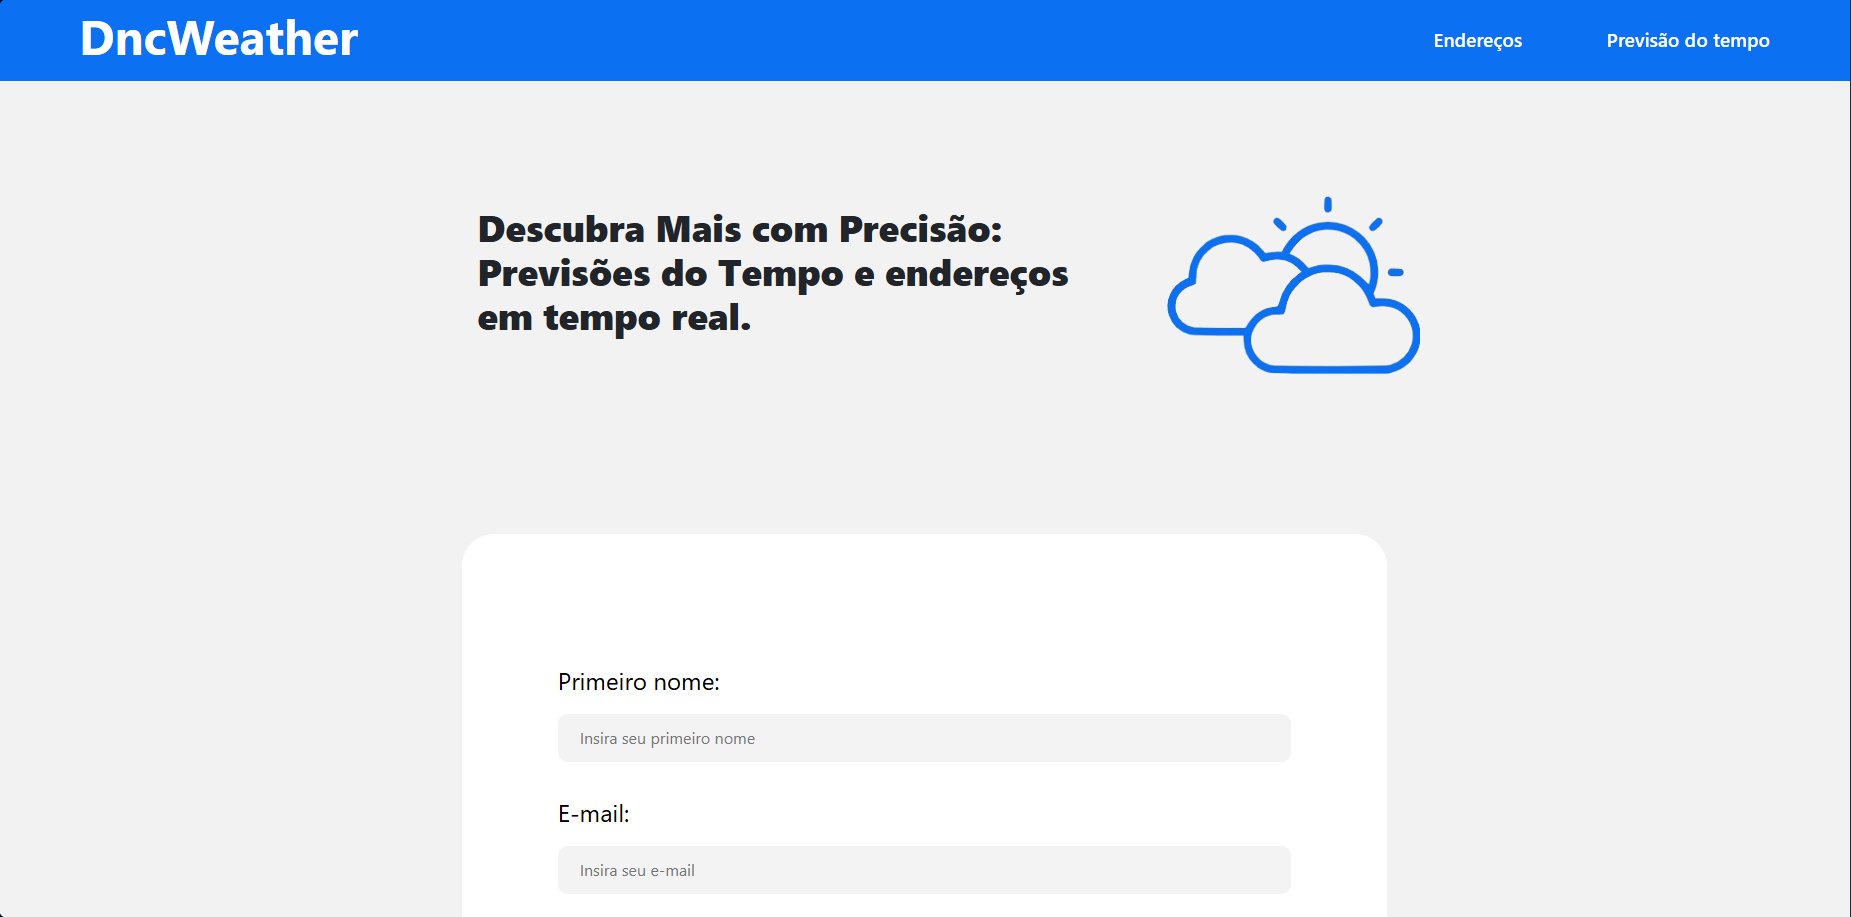 DncWeather
Endereços
Previsão do tempo
Descubra Mais com Precisão:
Previsões do Tempo e endereços
em tempo real.
Primeiro nome:
Insira seu primeiro nome
E-mail:
Insira seu e-mail